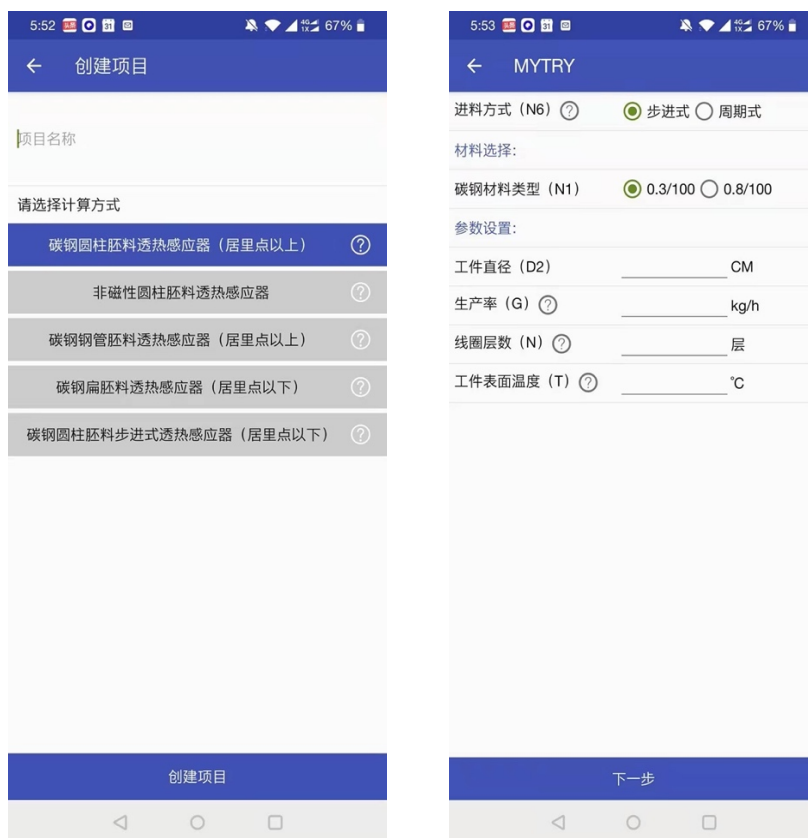 5:52
31
4G
1X
67%
创建项目
项目名称
请选择计算方式
碳钢圆柱胚料透热感应器（居里点以上）
?
非磁性圆柱胚料透热感应器
?
碳钢钢管胚料透热感应器（居里点以上）
?
碳钢扁胚料透热感应器（居里点以下）
?
碳钢圆柱胚料步进式透热感应器（居里点以下）
?
创建项目
5:53
31
4G
1X
67%
MYTRY
进料方式（N6） ? 步进式 周期式
材料选择:
碳钢材料类型（N1） 0.3/100 0.8/100
参数设置:
工件直径（D2） CM
生产率（G） ? kg/h
线圈层数（N） ? 层
工件表面温度（T） ? ℃
下一步